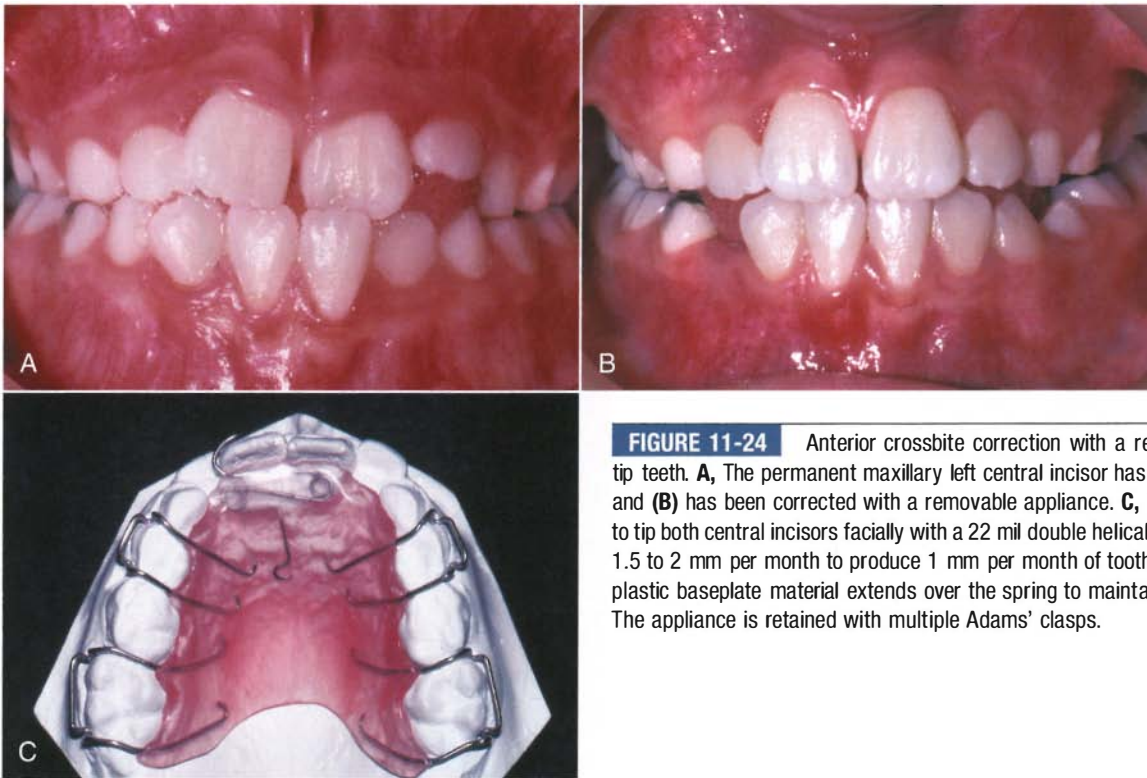 A
B
C
FIGURE 11-24 Anterior crossbite correction with a re
tip teeth. A, The permanent maxillary left central incisor has
and (B) has been corrected with a removable appliance. C,
to tip both central incisors facially with a 22 mil double helical
1.5 to 2 mm per month to produce 1 mm per month of tooth
plastic baseplate material extends over the spring to mainta
The appliance is retained with multiple Adams' clasps.